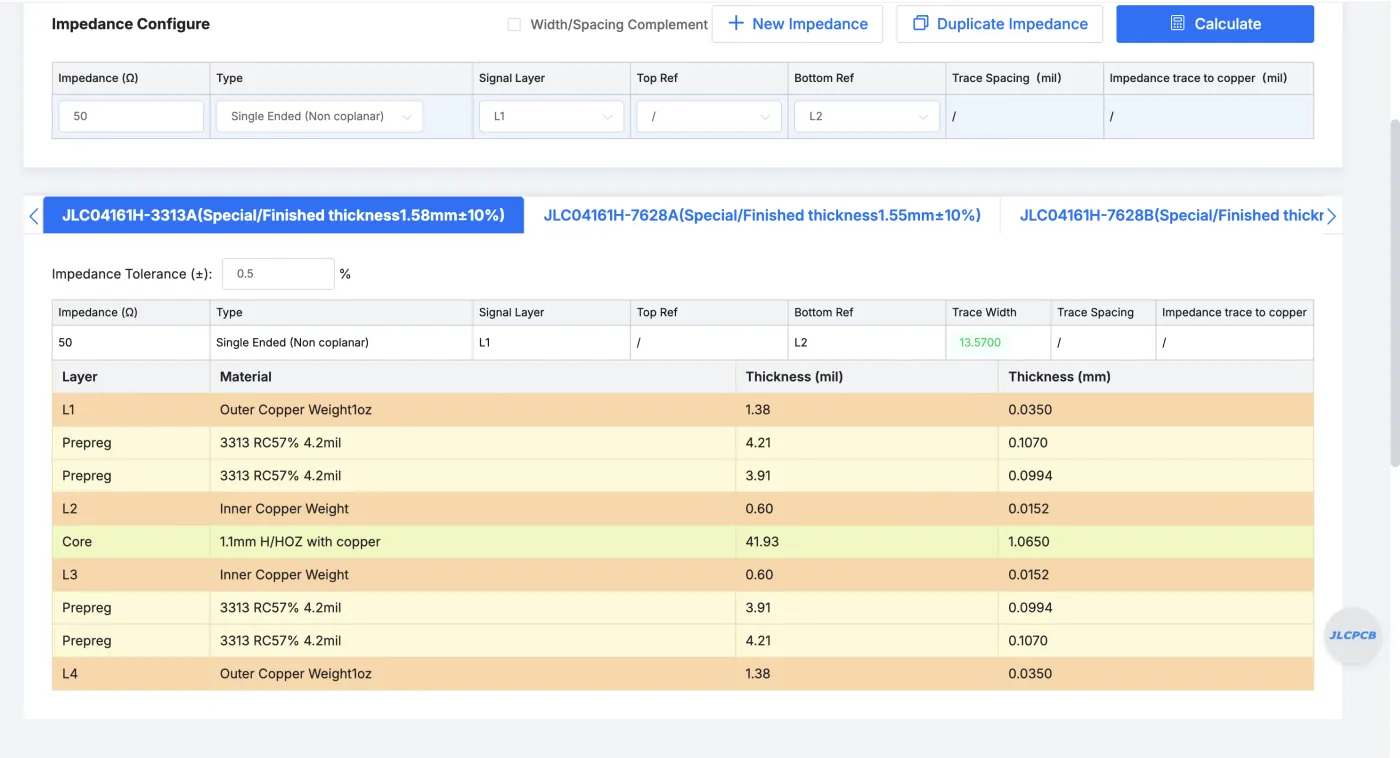 Impedance Configure Width/Spacing Complement New Impedance Duplicate Impedance Calculate
Impedance (Ω) Type Signal Layer Top Ref Bottom Ref Trace Spacing (mil) Impedance trace to copper (mil)
50 Single Ended (Non coplanar) L1 / L2 / /
JLC04161H-3313A(Special/Finished thickness1.58mm±10%) JLC04161H-7628A(Special/Finished thickness1.55mm±10%) JLC04161H-7628B(Special/Finished thickr
Impedance Tolerance (±): 0.5 %
Impedance (Ω) Type Signal Layer Top Ref Bottom Ref Trace Width Trace Spacing Impedance trace to copper
50 Single Ended (Non coplanar) L1 / L2 13.5700 / /
Layer Material Thickness (mil) Thickness (mm)
L1 Outer Copper Weight1oz 1.38 0.0350
Prepreg 3313 RC57% 4.2mil 4.21 0.1070
Prepreg 3313 RC57% 4.2mil 3.91 0.0994
L2 Inner Copper Weight 0.60 0.0152
Core 1.1mm H/HOZ with copper 41.93 1.0650
L3 Inner Copper Weight 0.60 0.0152
Prepreg 3313 RC57% 4.2mil 3.91 0.0994
Prepreg 3313 RC57% 4.2mil 4.21 0.1070
L4 Outer Copper Weight1oz 1.38 0.0350
JLCPCB